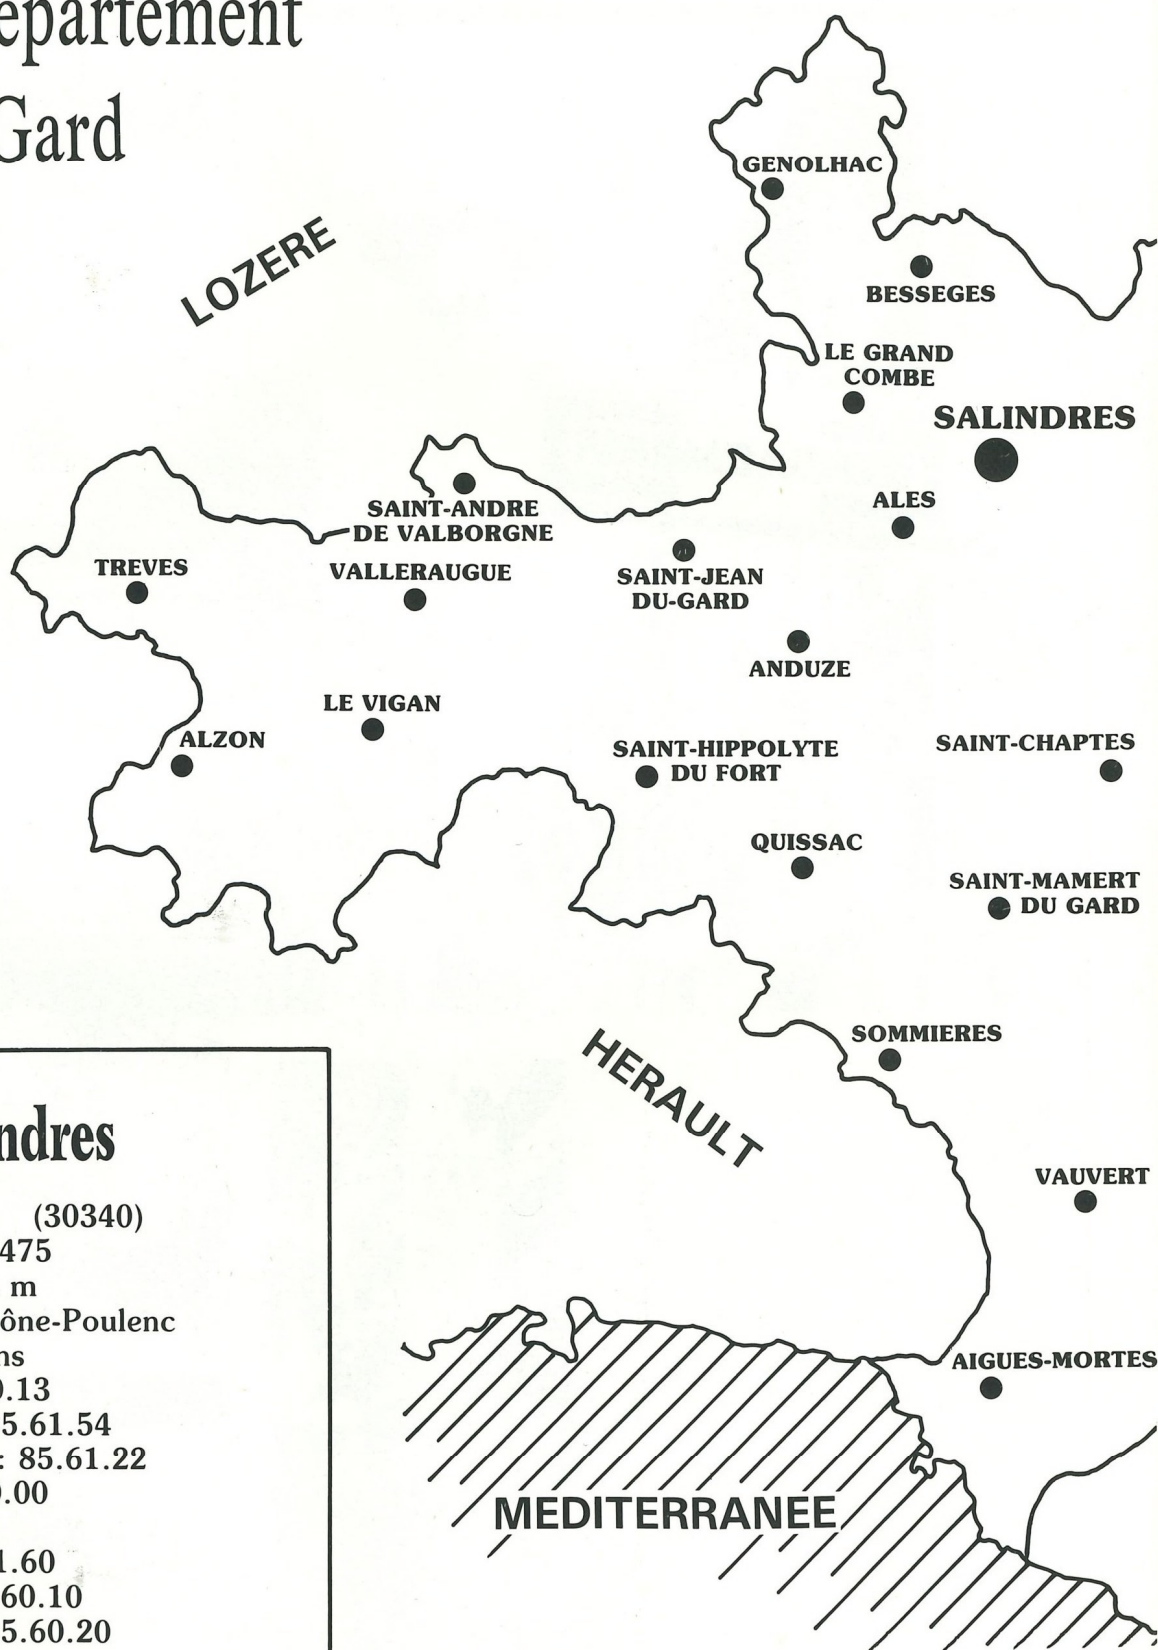 epartement
Gard
LOZERE
GENOLHAC
BESSEGES
LE GRAND
COMBE
SALINDRES
ALES
SAINT-ANDRE
DE VALBORGNE
TREVES
VALLERAUGUE
SAINT-JEAN
DU-GARD
ANDUZE
LE VIGAN
ALZON
SAINT-HIPPOLYTE
DU FORT
SAINT-CHAPTES
QUISSAC
SAINT-MAMERT
DU GARD
SOMMIERES
HERAULT
VAUVERT
AIGUES-MORTES
MEDITERRANEE
ndres
(30340)
475
m
ône-Poulenc
ns
0.13
5.61.54
: 85.61.22
0.00
1.60
60.10
5.60.20